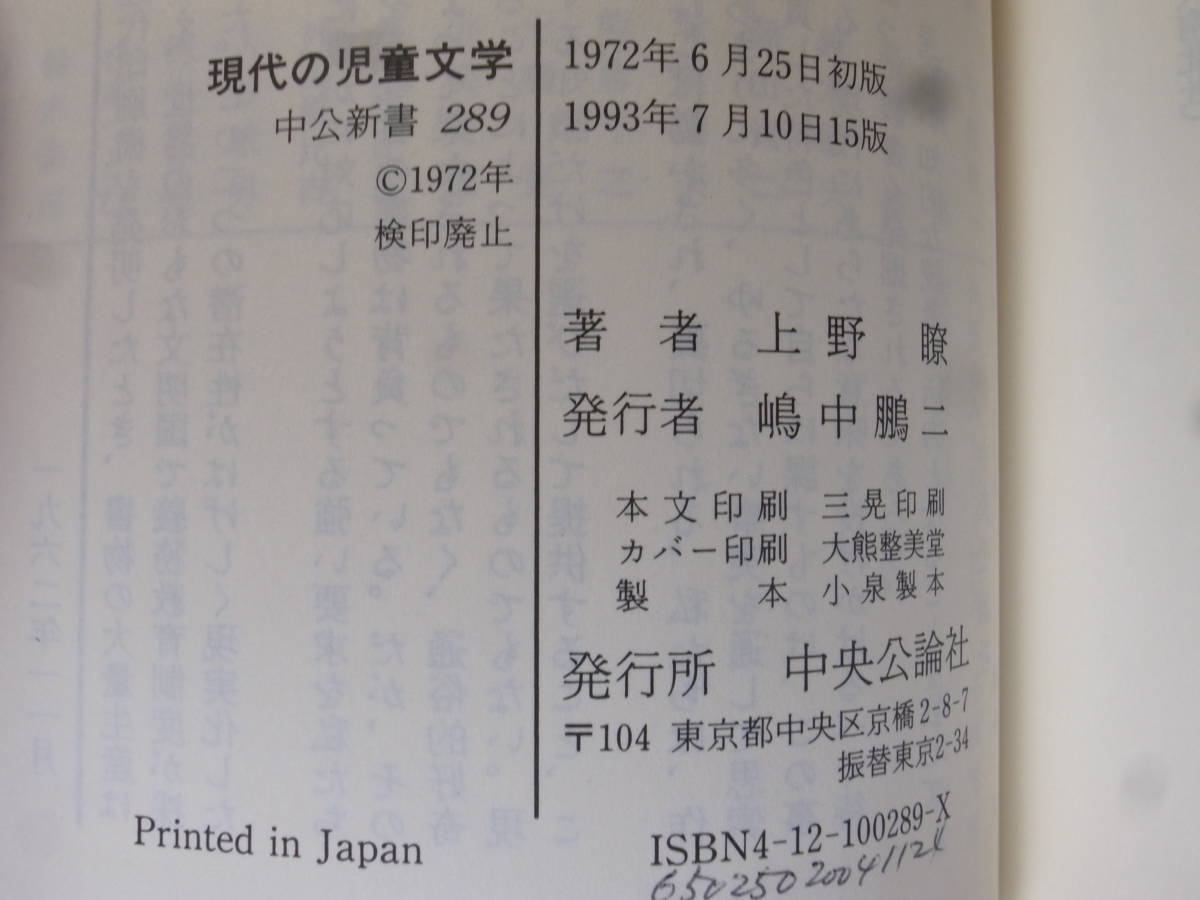 現代の児童文学
中公新書 289
©1972年
検印廃止
1972年6月25日初版
1993年7月10日15版
著者 上野 瞭
発行者 嶋中鵬二
本文印刷 三晃印刷
カバー印刷 大熊整美堂
製本 小泉製本
発行所 中央公論社
〒104 東京都中央区京橋2-8-7
振替東京2-34
Printed in Japan
ISBN4-12-100289-X